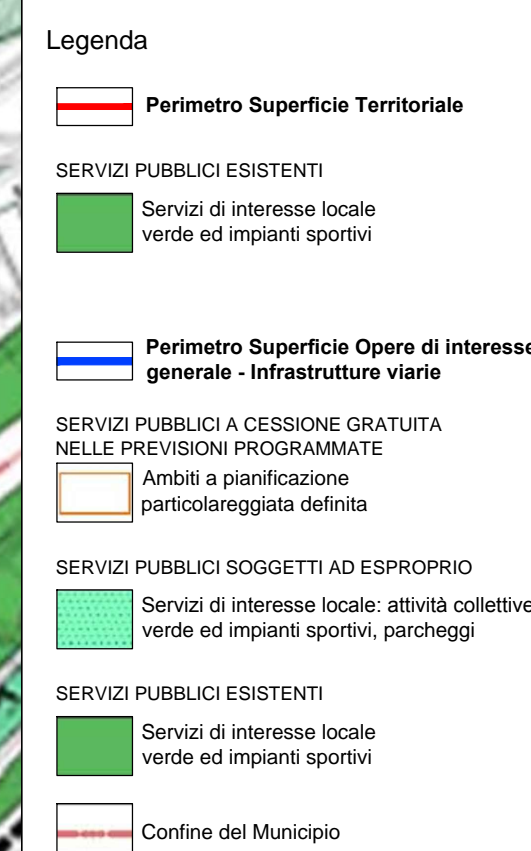 Legenda
Perimetro Superficie Territoriale
SERVIZI PUBBLICI ESISTENTI
Servizi di interesse locale
verde ed impianti sportivi
Perimetro Superficie Opere di interesse
generale - Infrastrutture viarie
SERVIZI PUBBLICI A CESSIONE GRATUITA
NELLE PREVISIONI PROGRAMMATE
Ambiti a pianificazione
particolareggiata definita
SERVIZI PUBBLICI SOGGETTI AD ESPROPRIO
Servizi di interesse locale: attività collettive
verde ed impianti sportivi, parcheggi
SERVIZI PUBBLICI ESISTENTI
Servizi di interesse locale
verde ed impianti sportivi
Confine del Municipio